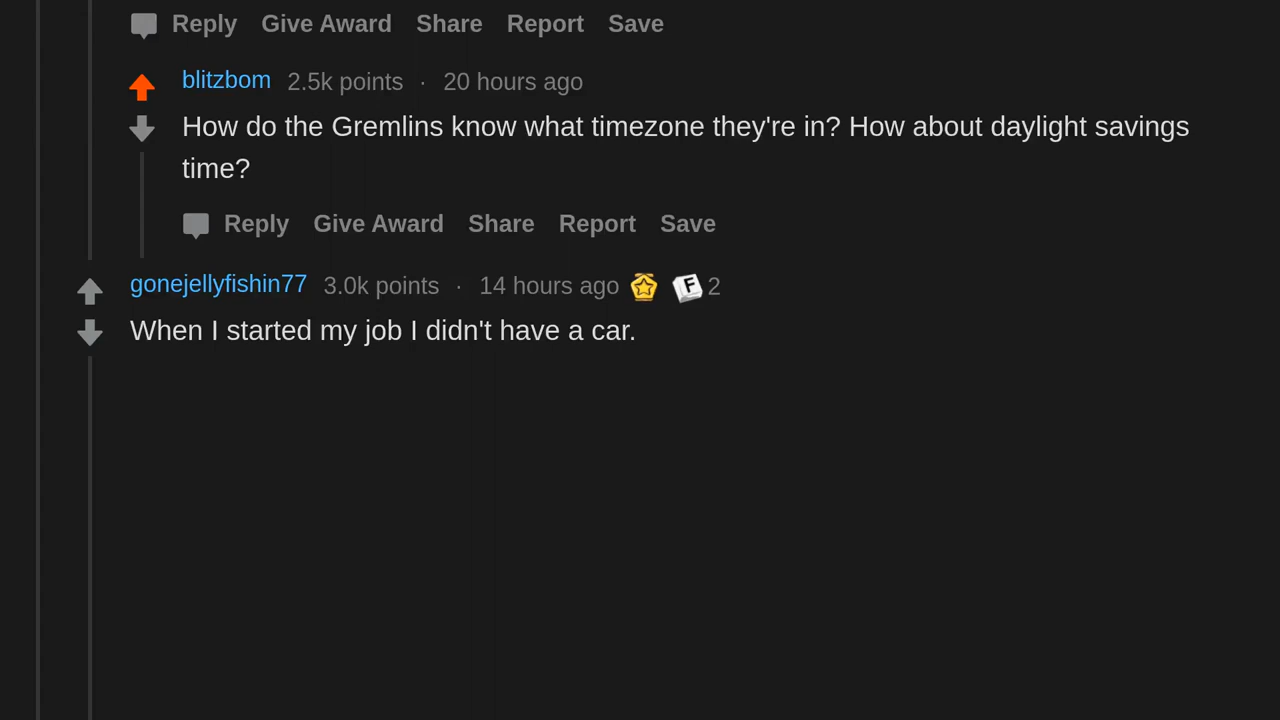 Reply Give Award Share Report Save
blitzbom 2.5k points · 20 hours ago
How do the Gremlins know what timezone they're in? How about daylight savings
time?
Reply Give Award Share Report Save
gonejellyfishin77 3.0k points · 14 hours ago F 2
When I started my job I didn't have a car.